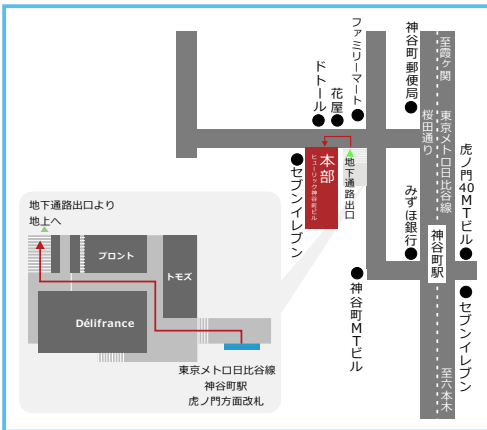 ファミリーマート
神谷町郵便局
至霞ヶ関
ドトール
花屋
桜田通り
東京メトロ日比谷線
虎ノ門40MTビル
本部
ヒューリック神谷町ビル
地下通路出口
セブンイレブン
みずほ銀行
神谷町駅
神谷町MTビル
セブンイレブン
至六本木
地下通路出口より
地上へ
プロント
トモズ
Délifrance
東京メトロ日比谷線
神谷町駅
虎ノ門方面改札